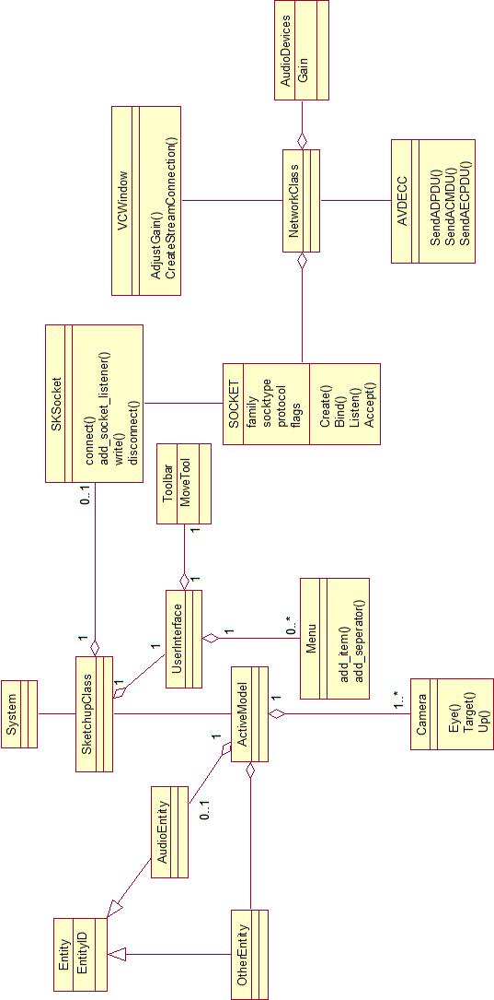 System
Entity
EntityID
SketchupClass
1
0..1
SKSocket
connect()
add_socket_listener()
write()
disconnect()
VCWindow
AdjustGain()
CreateStreamConnection()
1
1
AudioEntity
0..1
1
UserInterface
1
1
Toolbar
MoveTool
1
0..*
OtherEntity
ActiveModel
1
1..*
SOCKET
family
socktype
protocol
flags
Create()
Bind()
Listen()
Accept()
NetworkClass
AudioDevices
Gain
Menu
add_item()
add_seperator()
Camera
Eye()
Target()
Up()
AVDECC
SendADPDU()
SendACMDU()
SendAECPDU()